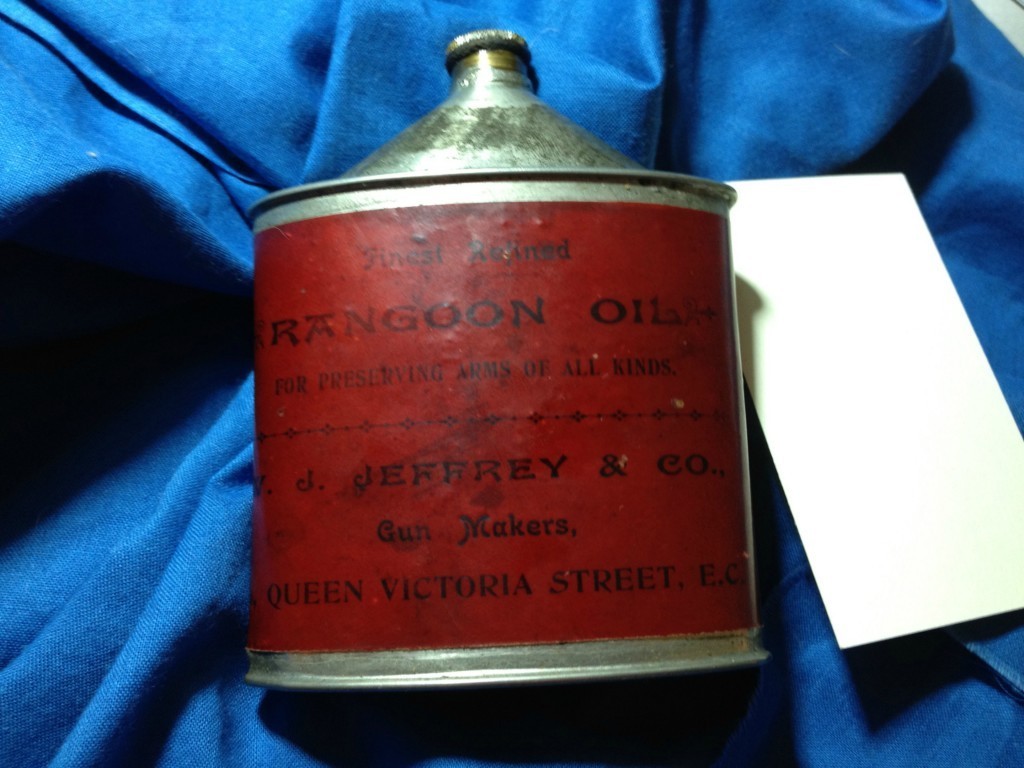 Finest Refined
RANGOON OIL
FOR PRESERVING ARMS OF ALL KINDS.
. J. JEFFREY & CO.,
Gun Makers,
QUEEN VICTORIA STREET, E.C.